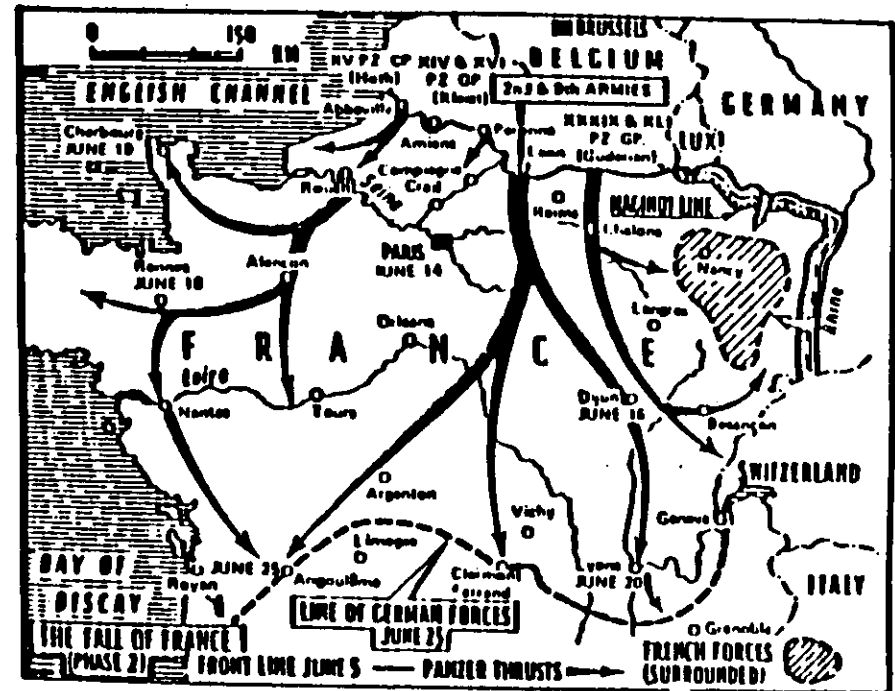 0 150
KM
BRUSSELS
BELGIUM
XV PZ GP
(Hoth)
XIV & XVI
PZ GP
(Kleist)
2ND & 9th ARMIES
GERMANY
ENGLISH CHANNEL
Abbeville
Cherbourg
JUNE 18
Amiens
Peronne
Laon
XXXIX & XLI
PZ GP.
(Guderian)
LUX
Compiegne
Creil
Rouen
Seine
Reims
MAGINOT LINE
Chalons
PARIS
JUNE 14
Nancy
Rennes
JUNE 18
Alencon
Langres
RHINE
Orleans
FRANCE
Loire
Nantes
Tours
Dijon
JUNE 16
Besancon
SWITZERLAND
Argenton
Vichy
Geneva
BAY OF
BISCAY
Royan
JUNE 25
Angoulême
Limoges
Clermont
Ferrand
Lyons
JUNE 20
ITALY
LINE OF GERMAN FORCES
JUNE 25
Grenoble
THE FALL OF FRANCE
(PHASE 2)
FRONT LINE JUNE 5
PANZER THRUSTS
FRENCH FORCES
(SURROUNDED)